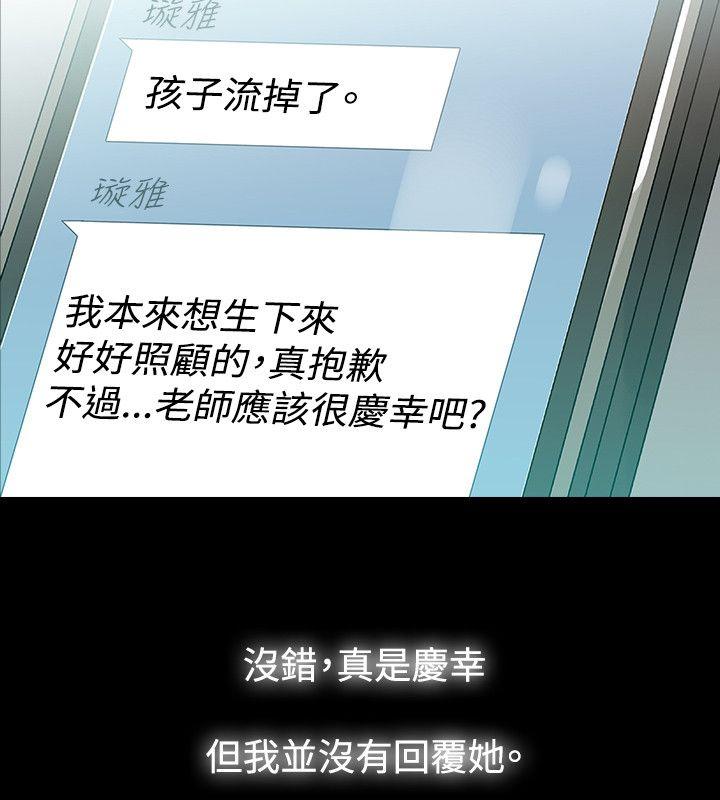 璇雅
孩子流掉了。
璇雅
我本來想生下來
好好照顧的,真抱歉
不過...老師應該很慶幸吧?
沒錯,真是慶幸
但我並沒有回覆她。